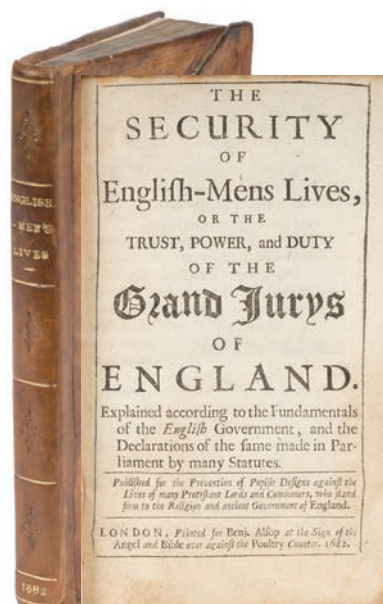 ENGLISH
-MEN'S
LIVES
1682
THE
SECURITY
OF
Engliſh-Mens Lives,
OR THE
TRUST, POWER, and DUTY
OF THE
Grand Jurys
OF
ENGLAND.
Explained according to the Fundamentals
of the Engliſh Government, and the
Declarations of the ſame made in Par-
liament by many Statutes.
Publiſhed for the Prevention of Popiſh Deſigns againſt the
Lives of many Proteſtant Lords and Commoners, who ſtand
firm to the Religion and ancient Government of England.
LONDON, Printed for Benj. Alſop at the Sign of the
Angel and Bible over againſt the Poultry Counter. 1682.